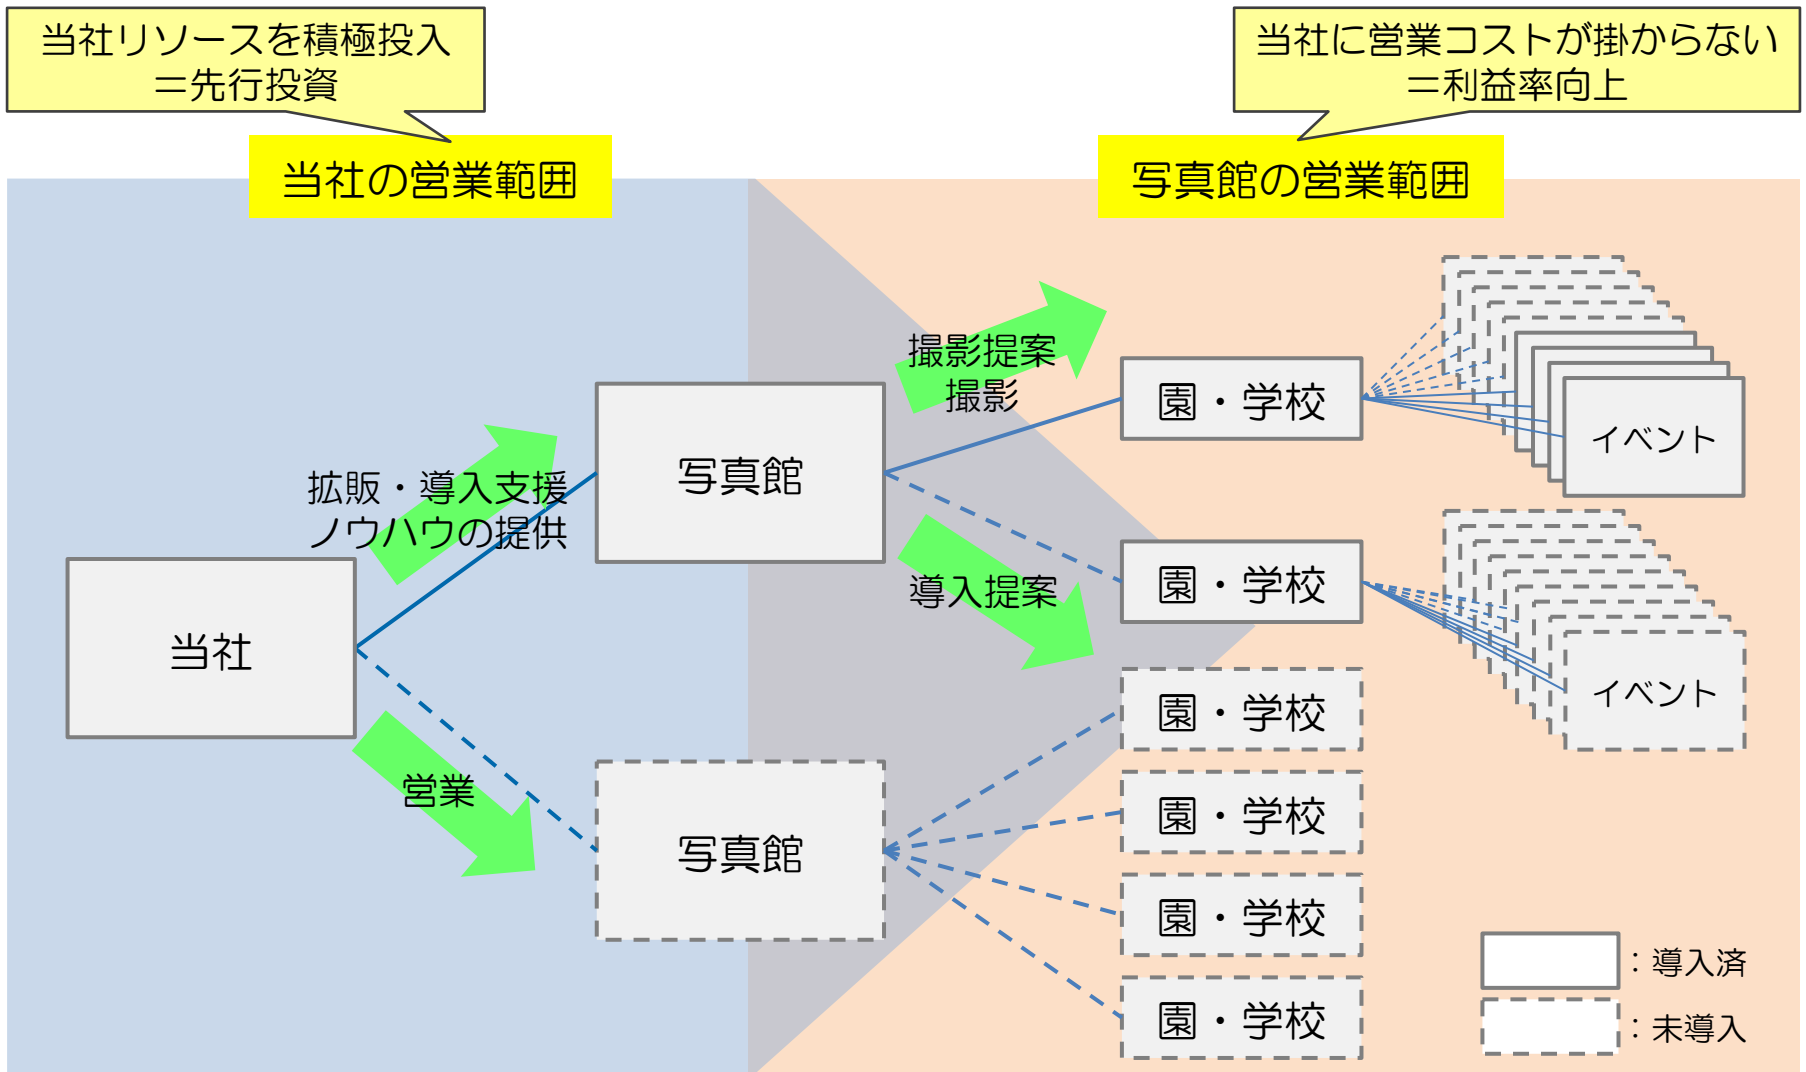 当社リソースを積極投入
＝先行投資
当社に営業コストが掛からない
＝利益率向上
当社の営業範囲
写真館の営業範囲
撮影提案
撮影
園・学校
イベント
拡販・導入支援
ノウハウの提供
写真館
導入提案
園・学校
イベント
当社
営業
写真館
園・学校
園・学校
園・学校
園・学校
：導入済
：未導入